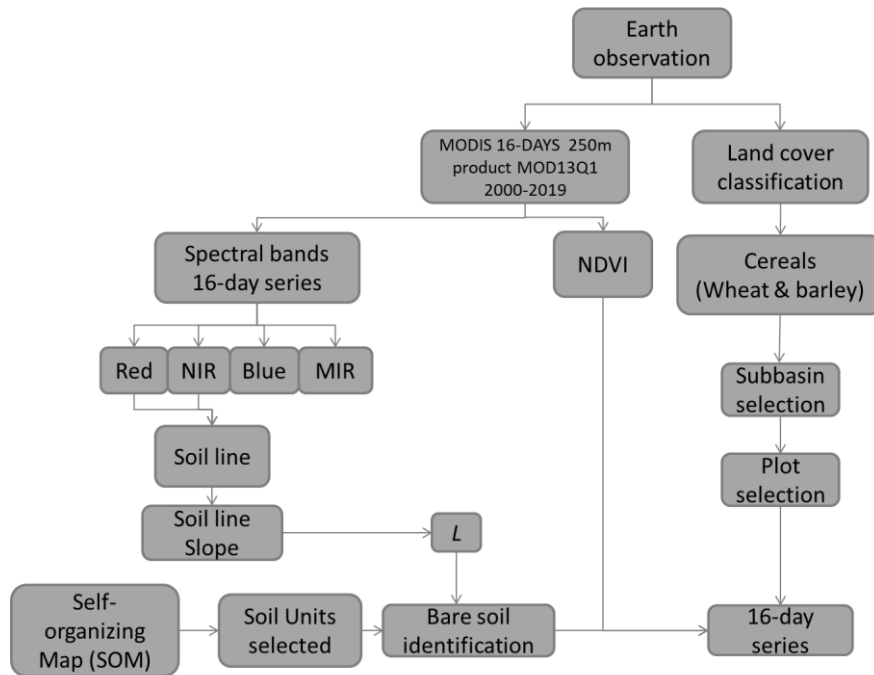 Earth
observation
MODIS 16-DAYS 250m
product MOD13Q1
2000-2019
Land cover
classification
Spectral bands
16-day series
NDVI
Cereals
(Wheat & barley)
Red
NIR
Blue
MIR
Subbasin
selection
Soil line
Plot
selection
Soil line
Slope
L
Self-
organizing
Map (SOM)
Soil Units
selected
Bare soil
identification
16-day
series